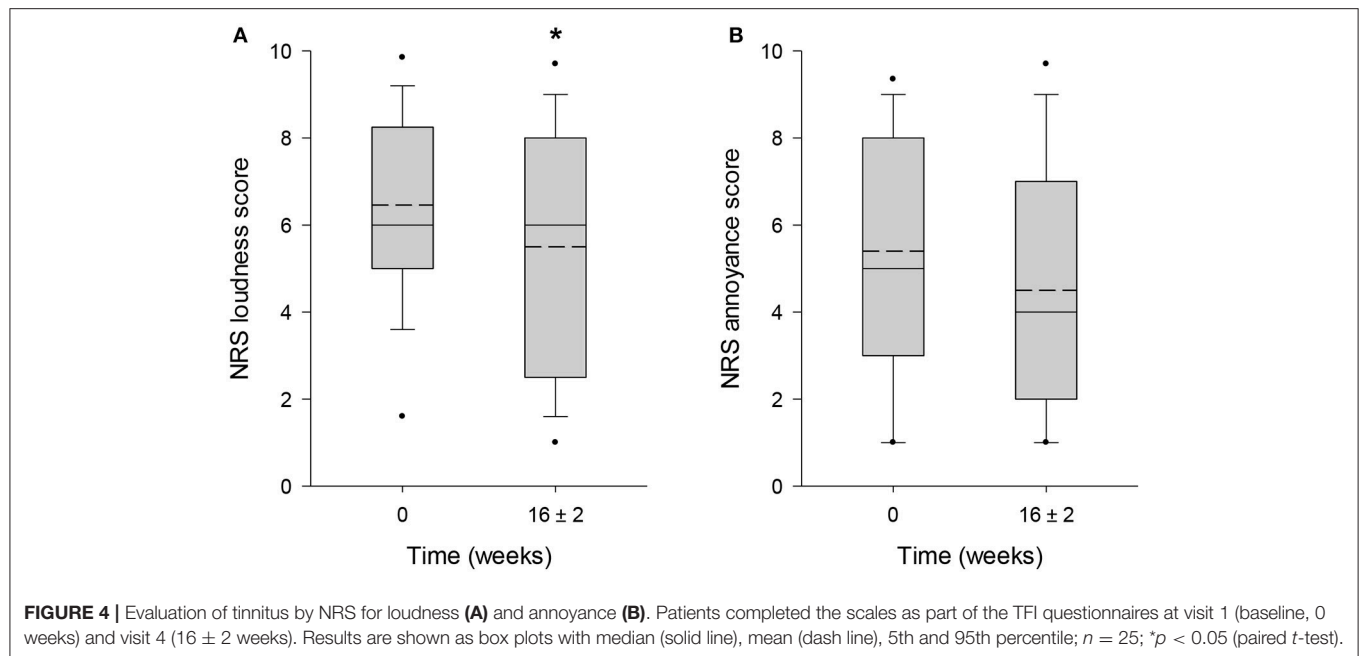 A
*
10
8
6
4
2
0
NRS loudness score
0
16 ± 2
Time (weeks)
B
10
8
6
4
2
0
NRS annoyance score
0
16 ± 2
Time (weeks)
FIGURE 4 | Evaluation of tinnitus by NRS for loudness (A) and annoyance (B). Patients completed the scales as part of the TFI questionnaires at visit 1 (baseline, 0
weeks) and visit 4 (16 ± 2 weeks). Results are shown as box plots with median (solid line), mean (dash line), 5th and 95th percentile; n = 25; *p < 0.05 (paired t-test).